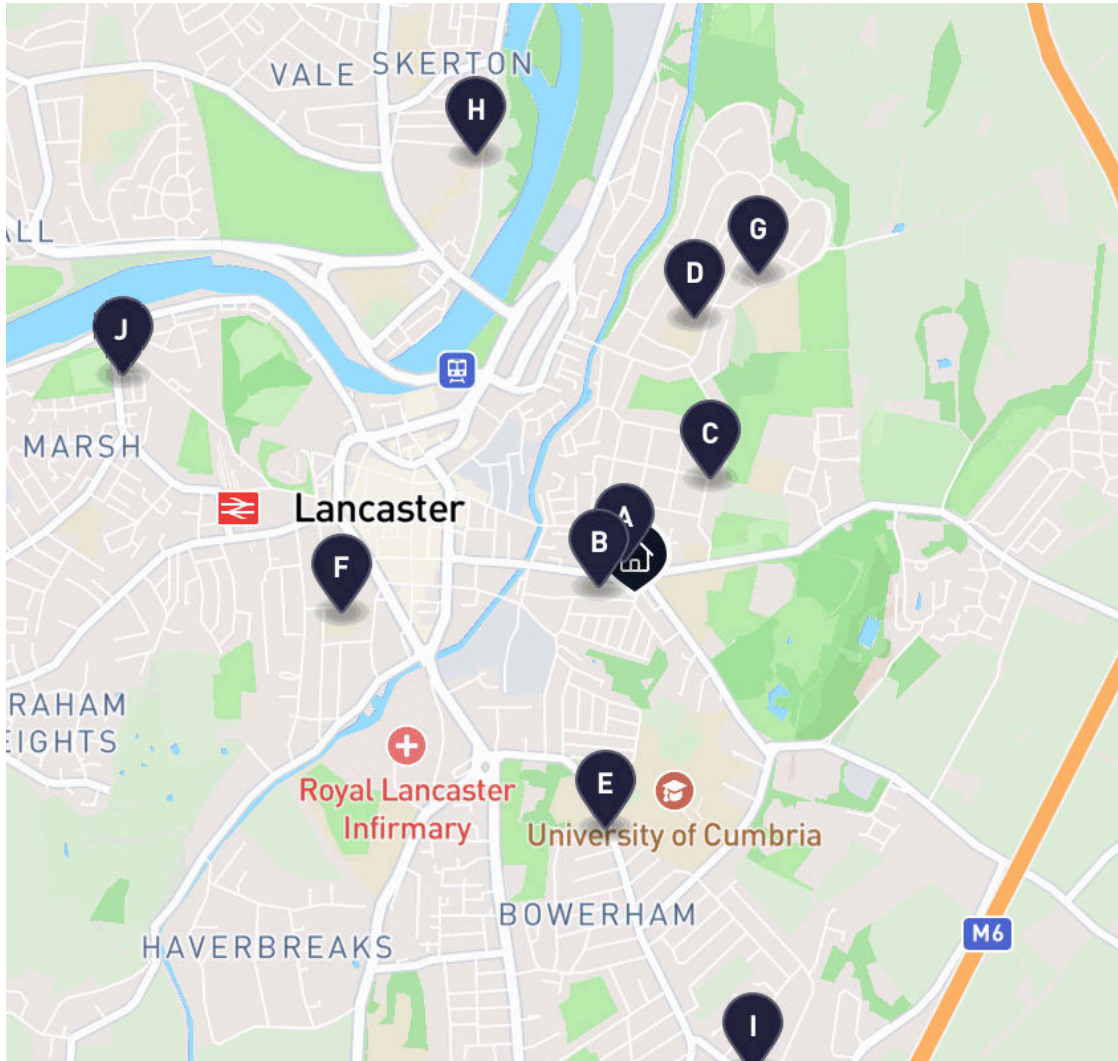 VALE
SKERTON
H
ALL
G
D
J
C
MARSH
Lancaster
A
B
F
RAHAM
EIGHTS
Royal Lancaster
Infirmary
E
University of Cumbria
BOWERHAM
HAVERBREAKS
M6
I